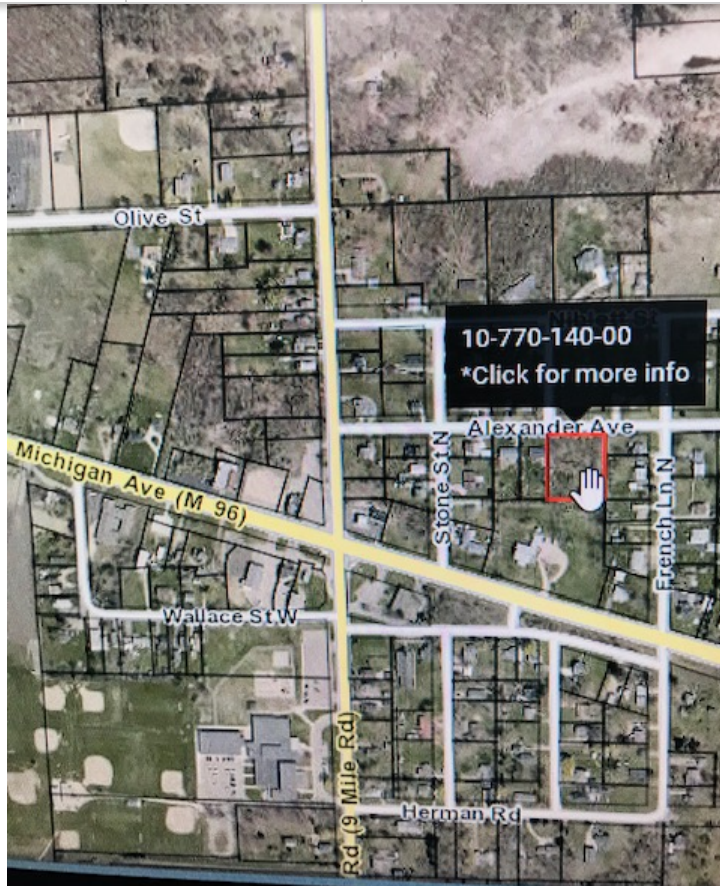 Olive St
10-770-140-00
*Click for more info
Alexander Ave
Michigan Ave (M 96)
Stone St N
French Ln N
Wallace St W
Rd (9 Mile Rd)
Herman Rd